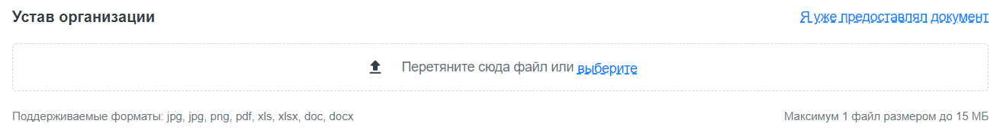 Устав организации
Я уже предоставлял документ
Перетяните сюда файл или выберите
Поддерживаемые форматы: jpg, jpg, png, pdf, xls, xlsx, doc, docx
Максимум 1 файл размером до 15 МБ